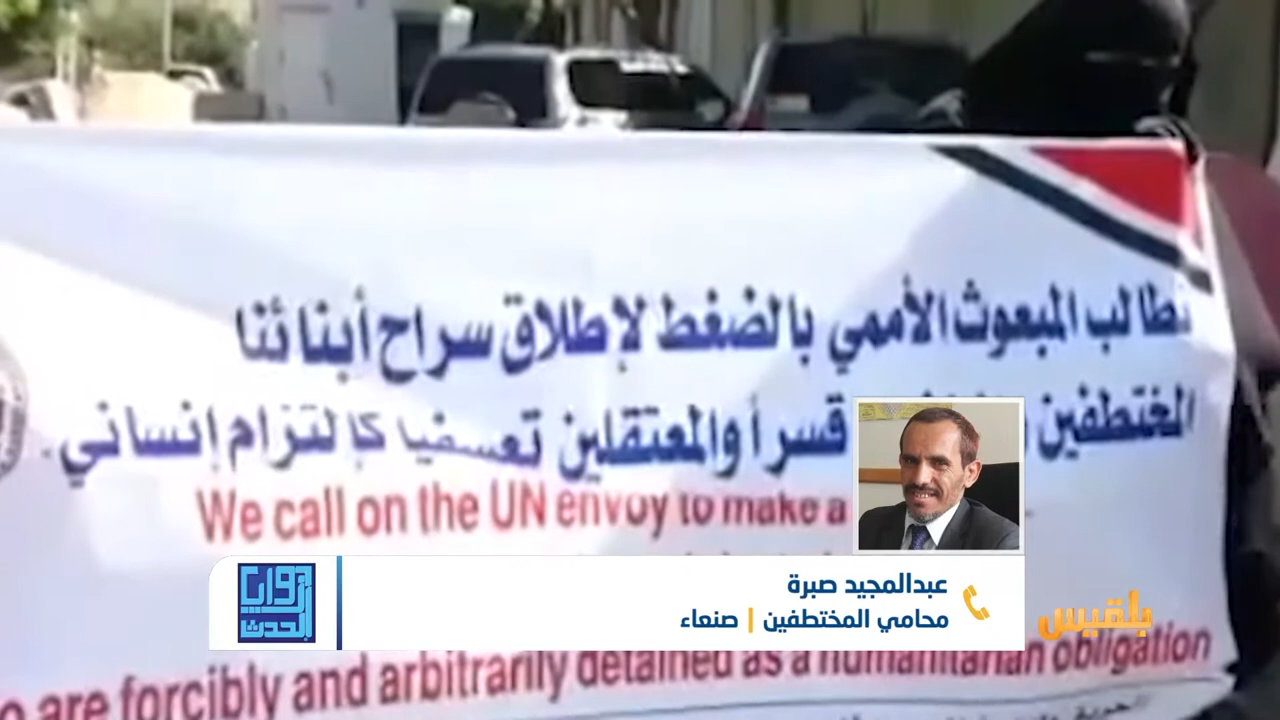 نطالب المبعوث الأممي بالضغط لإطلاق سراح أبنائنا
المختطفين قسراً والمعتقلين تعسفيا كإلتزام إنساني.
We call on the UN envoy to make a
عبدالمجيد صبرة
محامي المختطفين | صنعاء
زوايا الحدث
بلقيس
are forcibly and arbitrarily detained as a humanitarian obligation